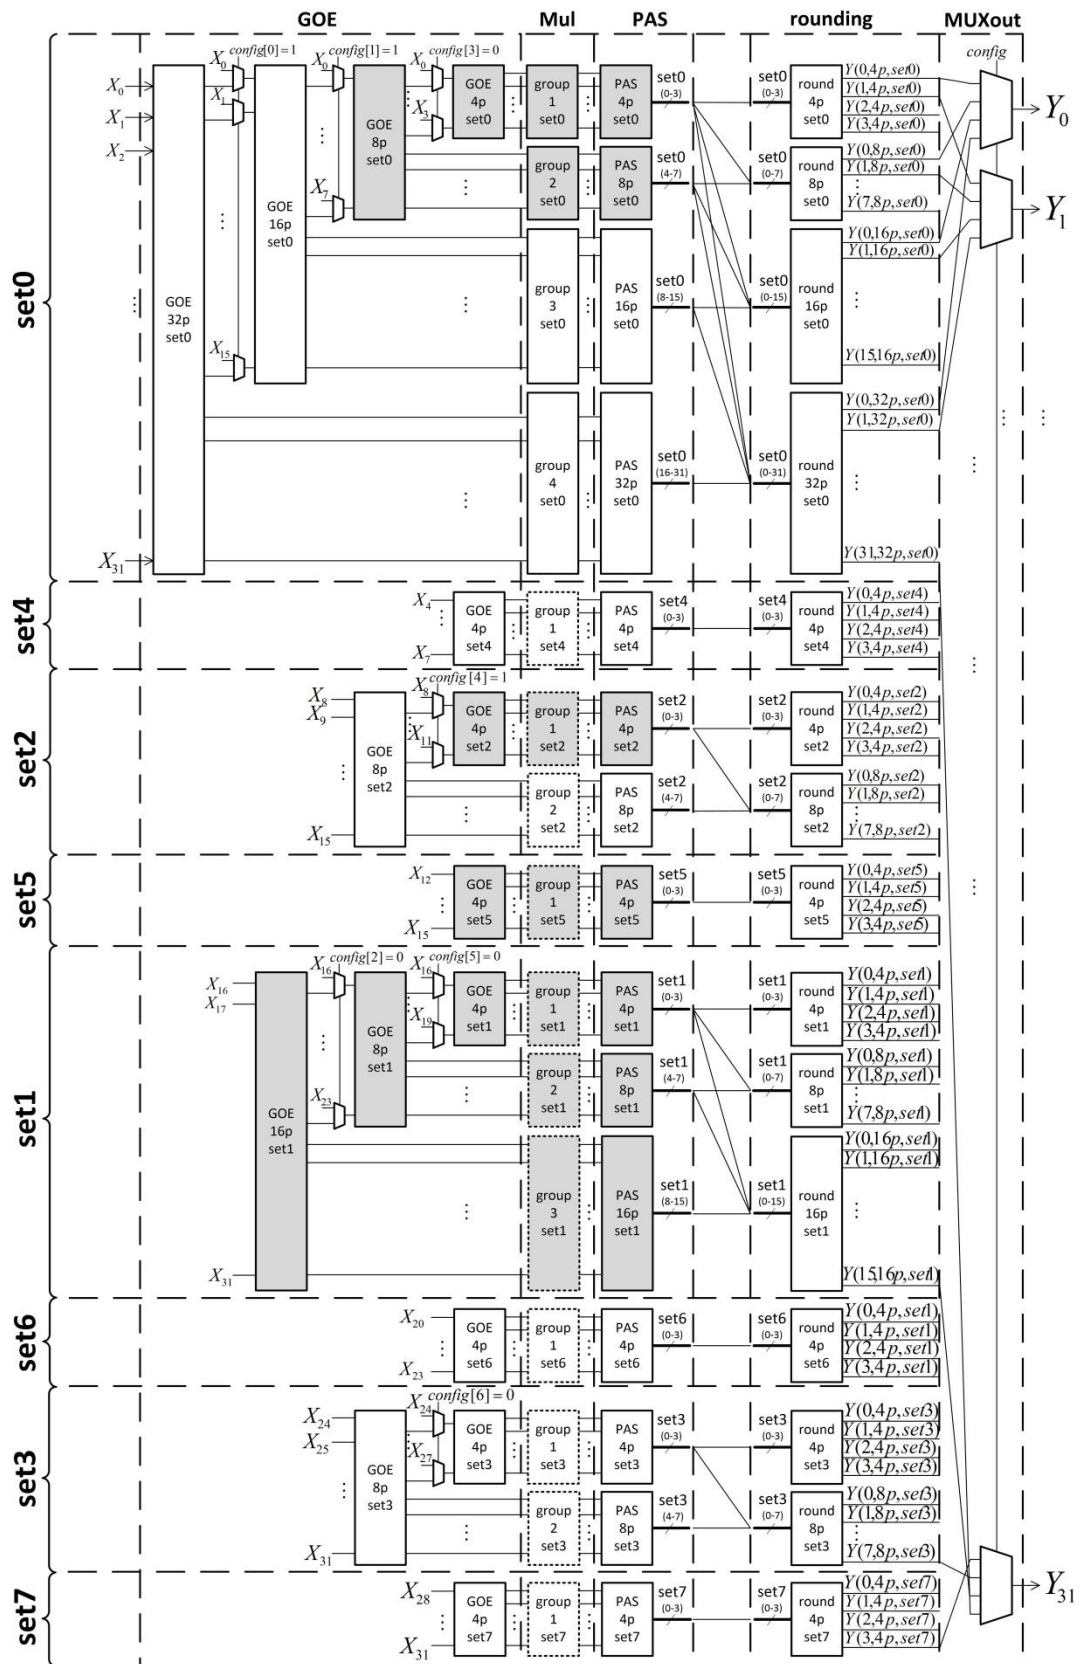 GOE Mul PAS rounding MUXout
set0
X0 config[0]=1 X0 config[1]=1 X0 config[3]=0 config
X0
X1
X2
X1
X3
X7
X15
X31
GOE 32p set0
GOE 16p set0
GOE 8p set0
GOE 4p set0
group 1 set0
PAS 4p set0
set0 (0-3)
set0 (0-3)
round 4p set0
Y(0,4p,set0)
Y(1,4p,set0)
Y(2,4p,set0)
Y(3,4p,set0)
Y0
group 2 set0
PAS 8p set0
set0 (4-7)
set0 (0-7)
round 8p set0
Y(0,8p,set0)
Y(1,8p,set0)
Y(7,8p,set0)
Y1
group 3 set0
PAS 16p set0
set0 (8-15)
set0 (0-15)
round 16p set0
Y(0,16p,set0)
Y(1,16p,set0)
Y(15,16p,set0)
group 4 set0
PAS 32p set0
set0 (16-31)
set0 (0-31)
round 32p set0
Y(0,32p,set0)
Y(1,32p,set0)
Y(31,32p,set0)
set4
X4
X7
GOE 4p set4
group 1 set4
PAS 4p set4
set4 (0-3)
set4 (0-3)
round 4p set4
Y(0,4p,set4)
Y(1,4p,set4)
Y(2,4p,set4)
Y(3,4p,set4)
set2
X8
X9
X15
GOE 8p set2
X8 config[4]=1
X11
GOE 4p set2
group 1 set2
PAS 4p set2
set2 (0-3)
set2 (0-3)
round 4p set2
Y(0,4p,set2)
Y(1,4p,set2)
Y(2,4p,set2)
Y(3,4p,set2)
group 2 set2
PAS 8p set2
set2 (4-7)
set2 (0-7)
round 8p set2
Y(0,8p,set2)
Y(1,8p,set2)
Y(7,8p,set2)
set5
X12
X15
GOE 4p set5
group 1 set5
PAS 4p set5
set5 (0-3)
set5 (0-3)
round 4p set5
Y(0,4p,set5)
Y(1,4p,set5)
Y(2,4p,set5)
Y(3,4p,set5)
set1
X16
X17
X31
GOE 16p set1
X16 config[2]=0
X23
GOE 8p set1
X16 config[5]=0
X19
GOE 4p set1
group 1 set1
PAS 4p set1
set1 (0-3)
set1 (0-3)
round 4p set1
Y(0,4p,set1)
Y(1,4p,set1)
Y(2,4p,set1)
Y(3,4p,set1)
group 2 set1
PAS 8p set1
set1 (4-7)
set1 (0-7)
round 8p set1
Y(0,8p,set1)
Y(1,8p,set1)
Y(7,8p,set1)
group 3 set1
PAS 16p set1
set1 (8-15)
set1 (0-15)
round 16p set1
Y(0,16p,set1)
Y(1,16p,set1)
Y(15,16p,set1)
set6
X20
X23
GOE 4p set6
group 1 set6
PAS 4p set6
set6 (0-3)
set6 (0-3)
round 4p set6
Y(0,4p,set1)
Y(1,4p,set1)
Y(2,4p,set1)
Y(3,4p,set1)
set3
X24
X25
X31
GOE 8p set3
X24 config[6]=0
X27
GOE 4p set3
group 1 set3
PAS 4p set3
set3 (0-3)
set3 (0-3)
round 4p set3
Y(0,4p,set3)
Y(1,4p,set3)
Y(2,4p,set3)
Y(3,4p,set3)
group 2 set3
PAS 8p set3
set3 (4-7)
set3 (0-7)
round 8p set3
Y(0,8p,set3)
Y(1,8p,set3)
Y(7,8p,set3)
Y31
set7
X28
X31
GOE 4p set7
group 1 set7
PAS 4p set7
set7 (0-3)
set7 (0-3)
round 4p set7
Y(0,4p,set7)
Y(1,4p,set7)
Y(2,4p,set7)
Y(3,4p,set7)